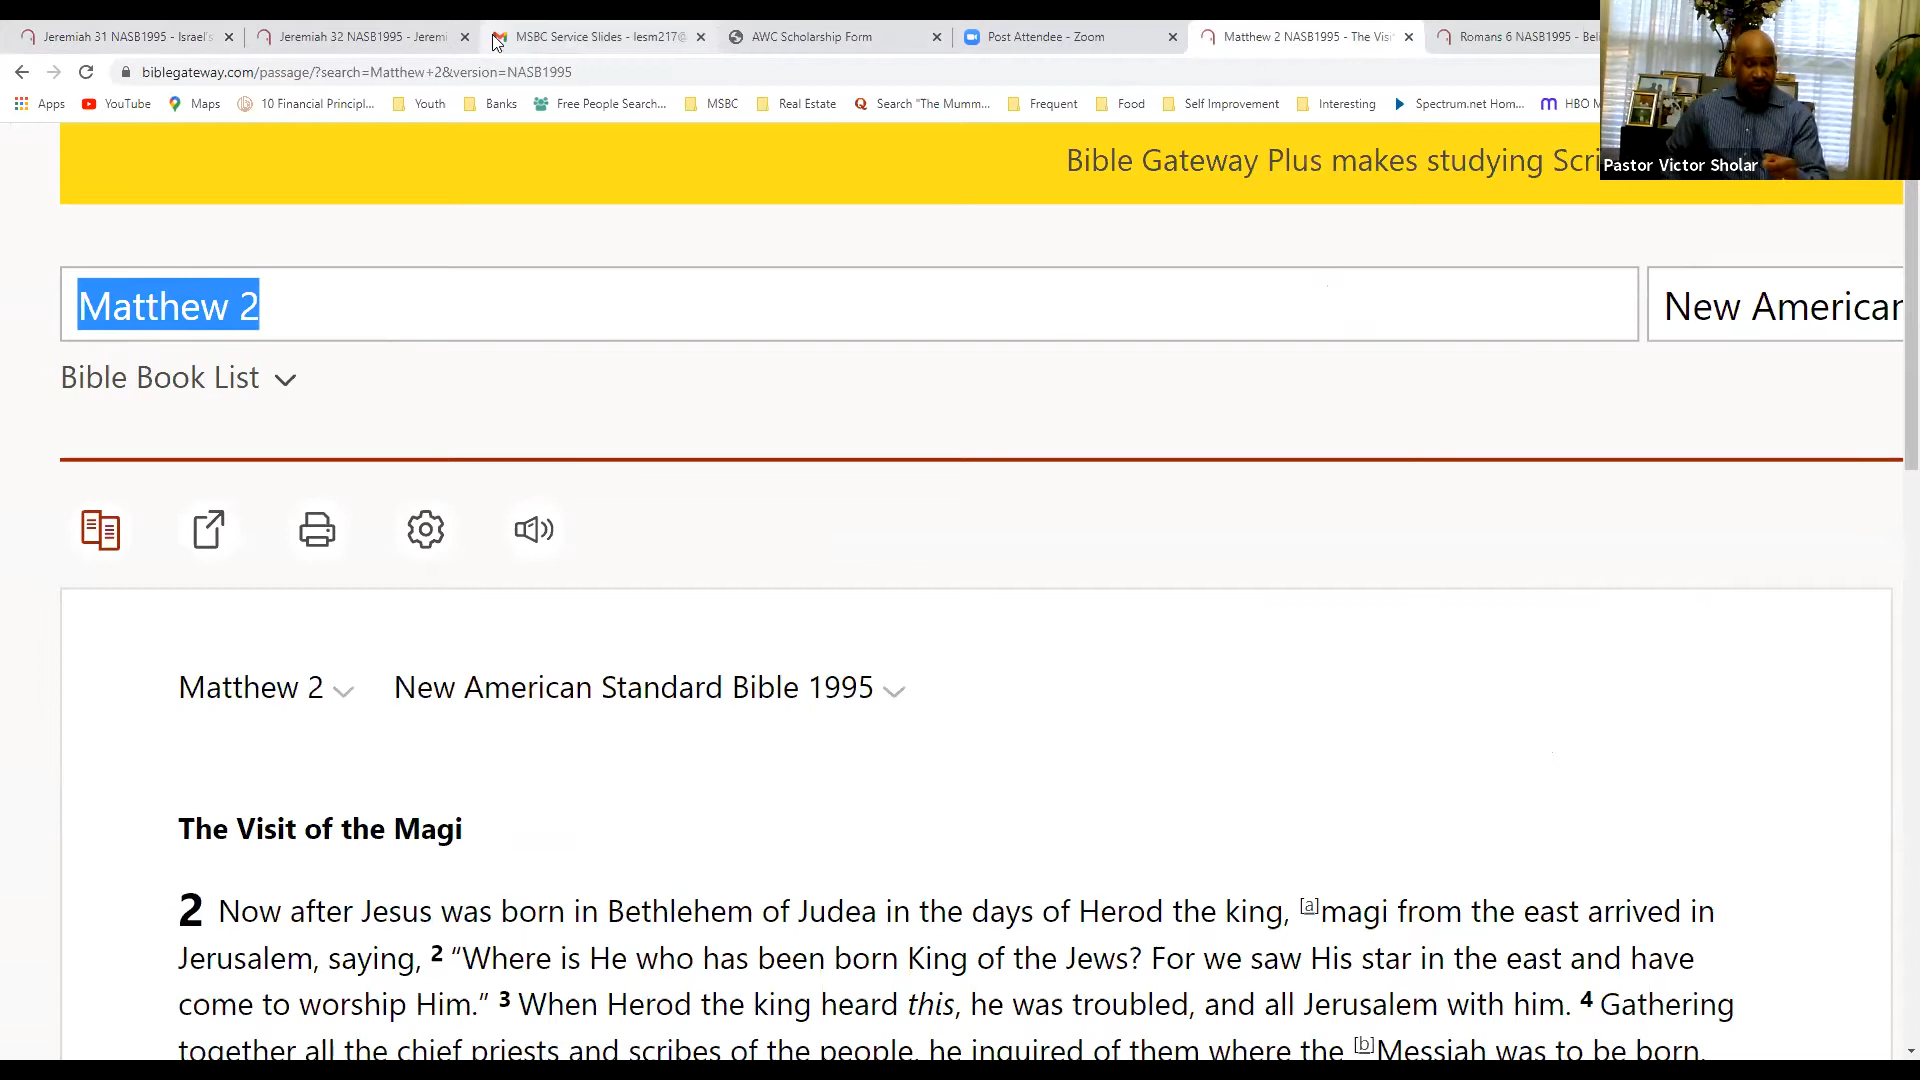 Jeremiah 31 NASB1995 - Israel's
Jeremiah 32 NASB1995 - Jeremi
MSBC Service Slides - lesm217@
AWC Scholarship Form
Post Attendee - Zoom
Matthew 2 NASB1995 - The Visi
Romans 6 NASB1995 - Beli
biblegateway.com/passage/?search=Matthew+2&version=NASB1995
Apps
YouTube
Maps
10 Financial Principl...
Youth
Banks
Free People Search...
MSBC
Real Estate
Search "The Mumm...
Frequent
Food
Self Improvement
Interesting
Spectrum.net Hom...
HBO M
Bible Gateway Plus makes studying Scri
Pastor Victor Sholar
Matthew 2
New American
Bible Book List
Matthew 2
New American Standard Bible 1995
The Visit of the Magi
2 Now after Jesus was born in Bethlehem of Judea in the days of Herod the king, [a]magi from the east arrived in
Jerusalem, saying, 2 “Where is He who has been born King of the Jews? For we saw His star in the east and have
come to worship Him.” 3 When Herod the king heard this, he was troubled, and all Jerusalem with him. 4 Gathering
together all the chief priests and scribes of the people, he inquired of them where the [b]Messiah was to be born.